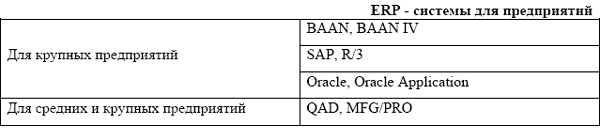 ERP - системы для предприятий
BAAN, BAAN IV
Для крупных предприятий
SAP, R/3
Oracle, Oracle Application
Для средних и крупных предприятий
QAD, MFG/PRO